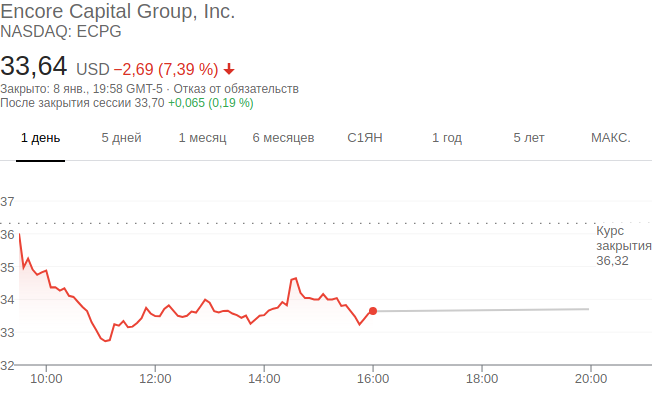 Encore Capital Group, Inc.
NASDAQ: ECPG
33,64 USD −2,69 (7,39 %)
Закрыто: 8 янв., 19:58 GMT-5 · Отказ от обязательств
После закрытия сессии 33,70 +0,065 (0,19 %)
1 день 5 дней 1 месяц 6 месяцев С1ЯН 1 год 5 лет МАКС.
37
36
35
34
33
32
Курс
закрытия
36,32
10:00 12:00 14:00 16:00 18:00 20:00